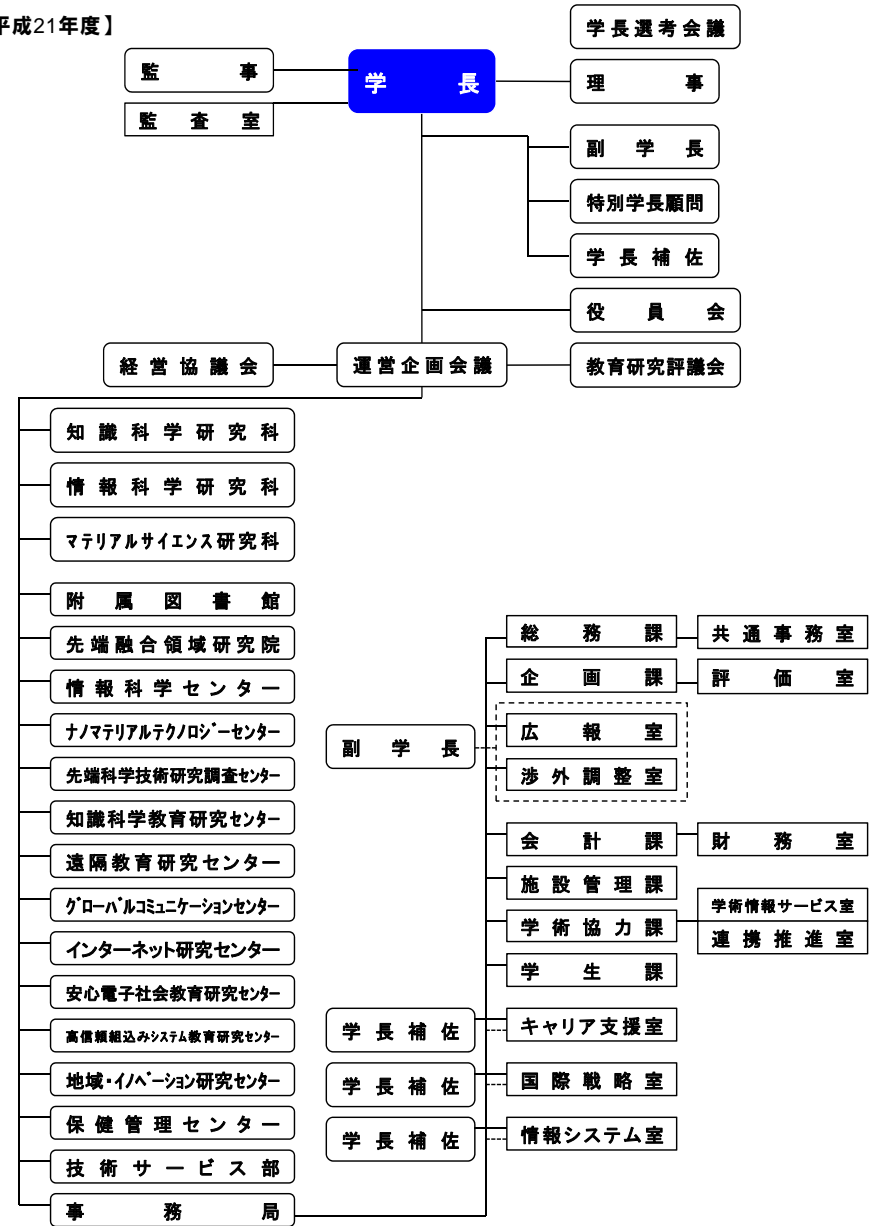 平成21年度】
学長選考会議
監事
学長
理事
監査室
副学長
特別学長顧問
学長補佐
役員会
経営協議会
運営企画会議
教育研究評議会
知識科学研究科
情報科学研究科
マテリアルサイエンス研究科
附属図書館
先端融合領域研究院
情報科学センター
ナノマテリアルテクノロジーセンター
先端科学技術研究調査センター
知識科学教育研究センター
遠隔教育研究センター
グローバルコミュニケーションセンター
インターネット研究センター
安心電子社会教育研究センター
高信頼組込みシステム教育研究センター
地域・イノベーション研究センター
保健管理センター
技術サービス部
事務局
総務課
共通事務室
企画課
評価室
副学長
広報室
渉外調整室
会計課
財務室
施設管理課
学術協力課
学術情報サービス室
連携推進室
学生課
学長補佐
キャリア支援室
学長補佐
国際戦略室
学長補佐
情報システム室